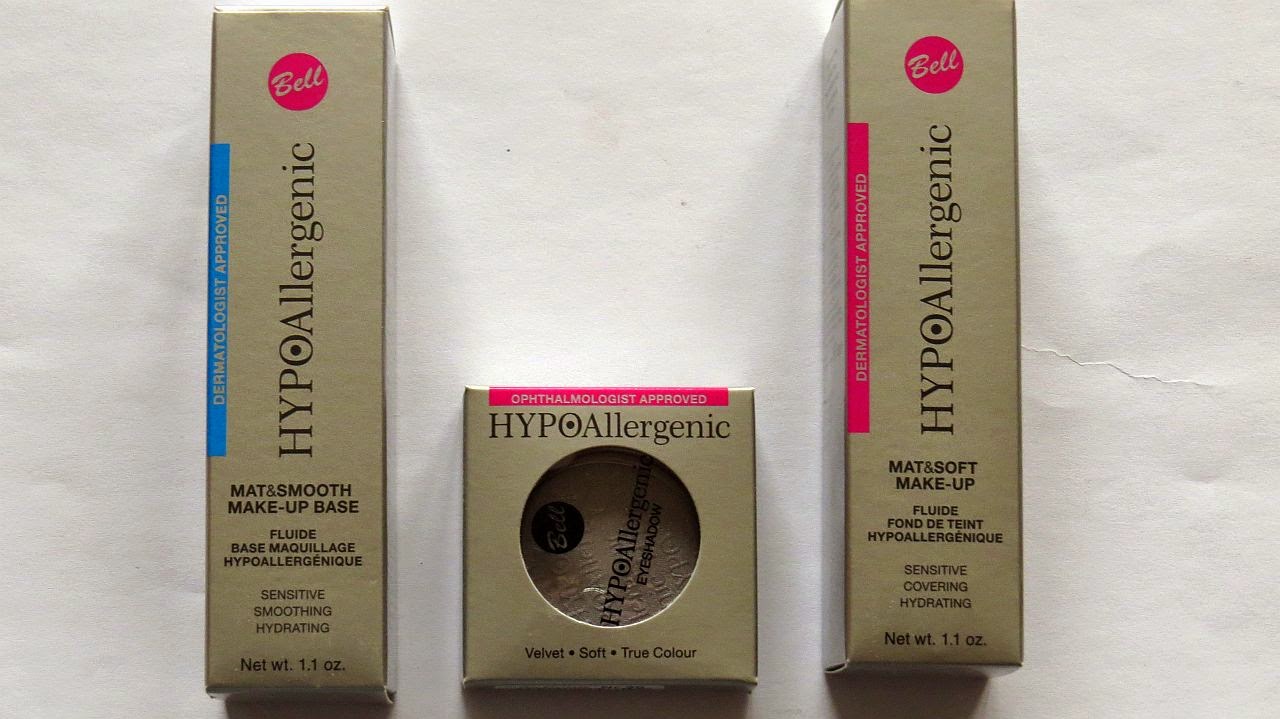 Bell
HYPOAllergenic
DERMATOLOGIST APPROVED
MAT&SMOOTH
MAKE-UP BASE
FLUIDE
BASE MAQUILLAGE
HYPOALLERGÉNIQUE
SENSITIVE
SMOOTHING
HYDRATING
Net wt. 1.1 oz.
OPHTHALMOLOGIST APPROVED
HYPOAllergenic
Bell
HYPOAllergenic
EYESHADOW
Velvet • Soft • True Colour
Bell
HYPOAllergenic
DERMATOLOGIST APPROVED
MAT&SOFT
MAKE-UP
FLUIDE
FOND DE TEINT
HYPOALLERGÉNIQUE
SENSITIVE
COVERING
HYDRATING
Net wt. 1.1 oz.